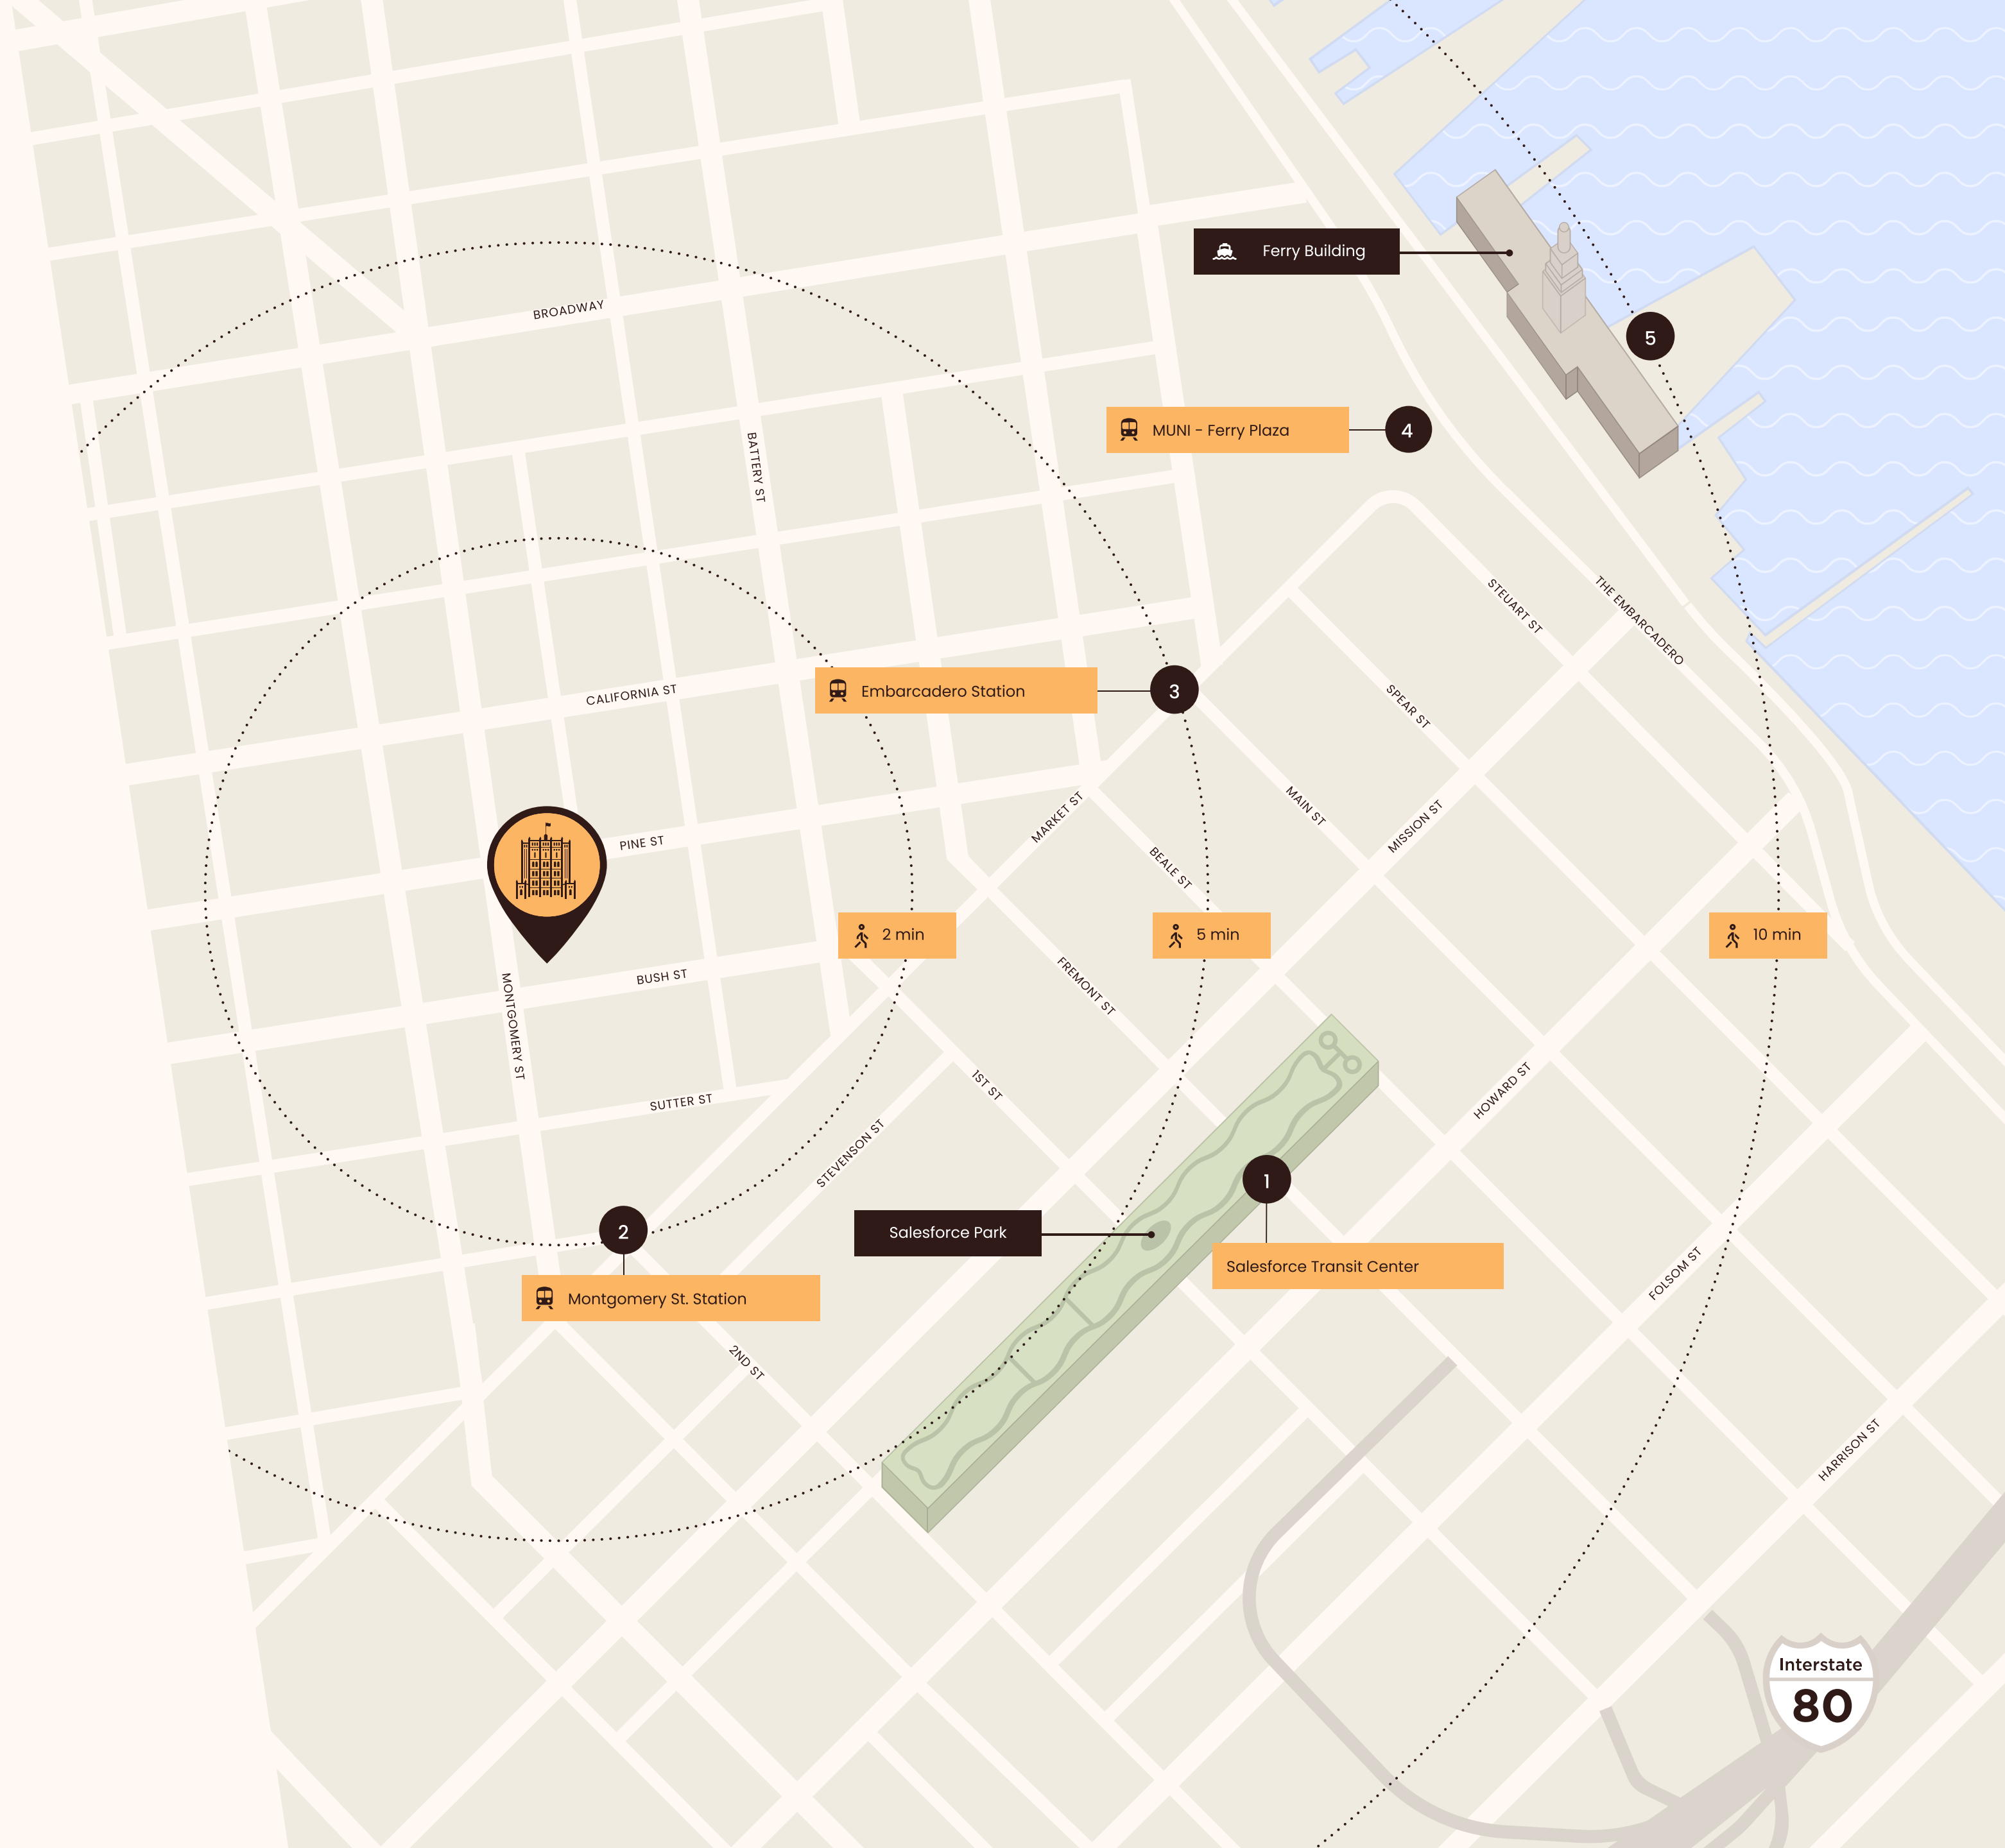 Ferry Building
BROADWAY
5
MUNI - Ferry Plaza
4
BATTERY ST
STEUART ST
THE EMBARCADERO
CALIFORNIA ST
Embarcadero Station
3
SPEAR ST
MARKET ST
MAIN ST
MISSION ST
PINE ST
BEALE ST
2 min
5 min
10 min
BUSH ST
MONTGOMERY ST
FREMONT ST
1ST ST
SUTTER ST
HOWARD ST
STEVENSON ST
1
2
Salesforce Park
Salesforce Transit Center
Montgomery St. Station
FOLSOM ST
2ND ST
HARRISON ST
Interstate
80